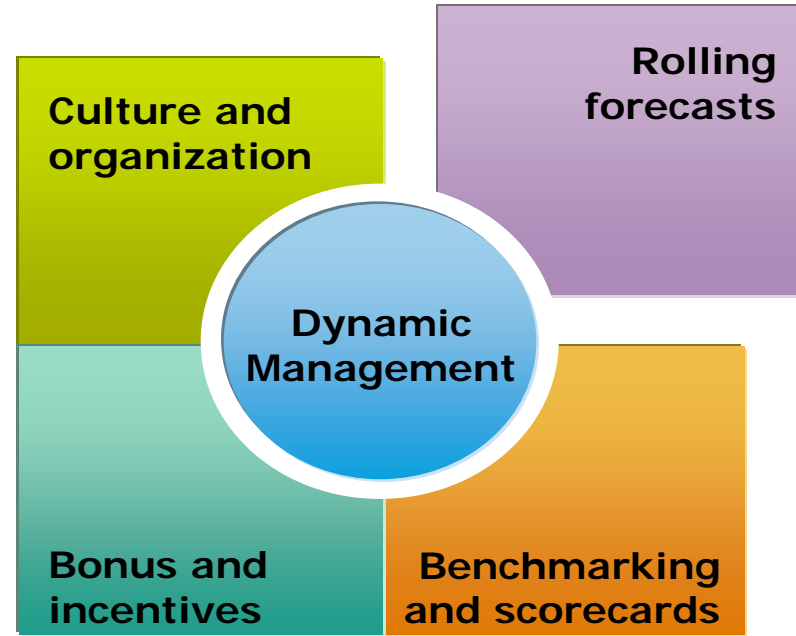 Culture and
organization
Rolling
forecasts
Dynamic
Management
Bonus and
incentives
Benchmarking
and scorecards